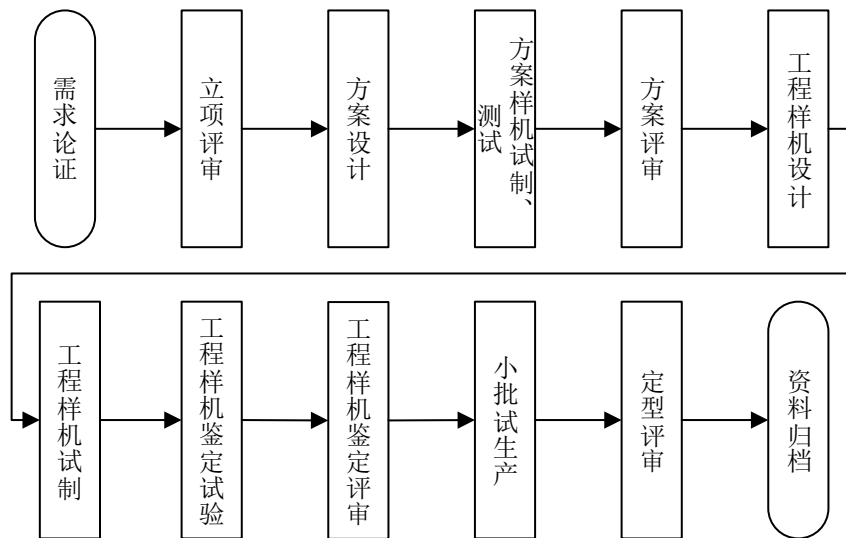 需求论证
立项评审
方案设计
方案样机试制、
测试
方案评审
工程样机设计
工程样机试制
工程样机鉴定试验
工程样机鉴定评审
小批试生产
定型评审
资料归档